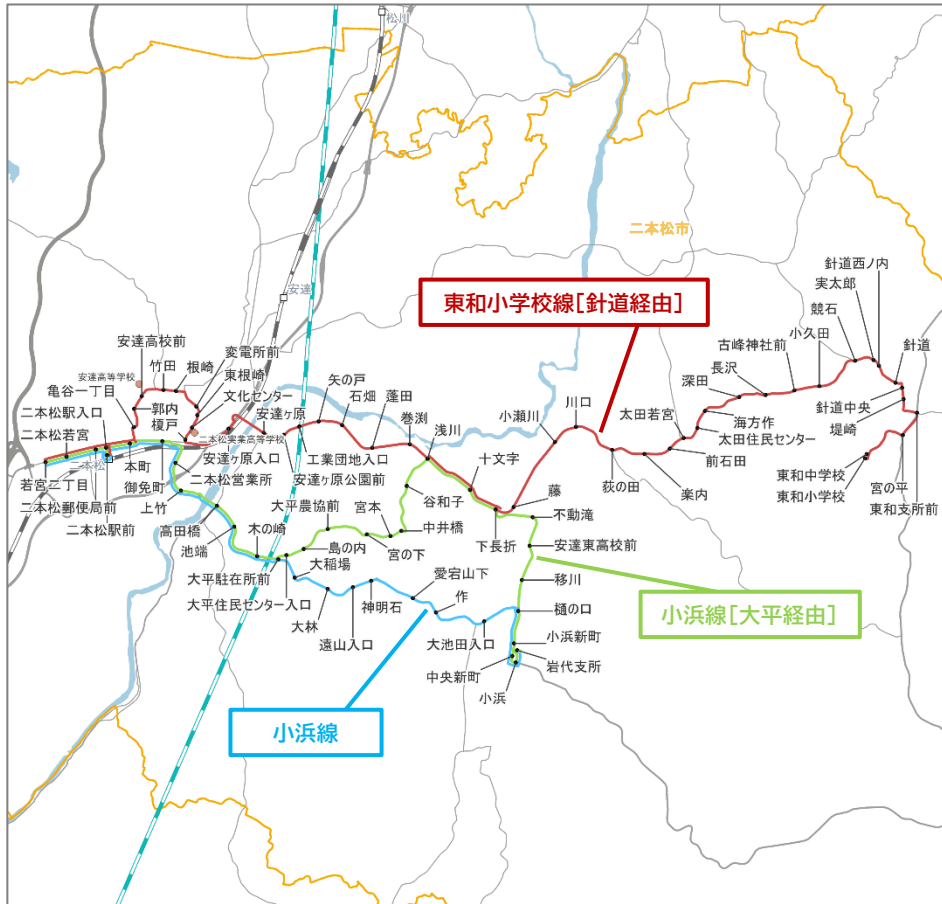 松川
二本松市
安達
東和小学校線[針道経由]
針道西ノ内
実太郎
競石
小久田
針道
古峰神社前
長沢
深田
針道中央
堤崎
海方作
太田住民センター
太田若宮
前石田
東和中学校
東和小学校
宮の平
東和支所前
川口
小瀬川
荻の田
楽内
安達高校前
竹田
根崎
変電所前
東根崎
文化センター
安達高等学校
亀谷一丁目
郭内
榎戸
二本松駅入口
二本松若宮
二本松実業高等学校
安達ヶ原
矢の戸
石畑
蓬田
巻渕
浅川
安達ヶ原入口
工業団地入口
安達ヶ原公園前
十文字
藤
不動滝
二本松
本町
若宮二丁目
二本松郵便局前
二本松駅前
御免町
上竹
二本松営業所
高田橋
池端
木の崎
大平農協前
宮本
谷和子
中井橋
宮の下
島の内
下長折
安達東高校前
移川
大稲場
大平駐在所前
大平住民センター入口
愛宕山下
作
神明石
樋の口
小浜線[大平経由]
大林
遠山入口
大池田入口
小浜新町
岩代支所
中央新町
小浜
小浜線